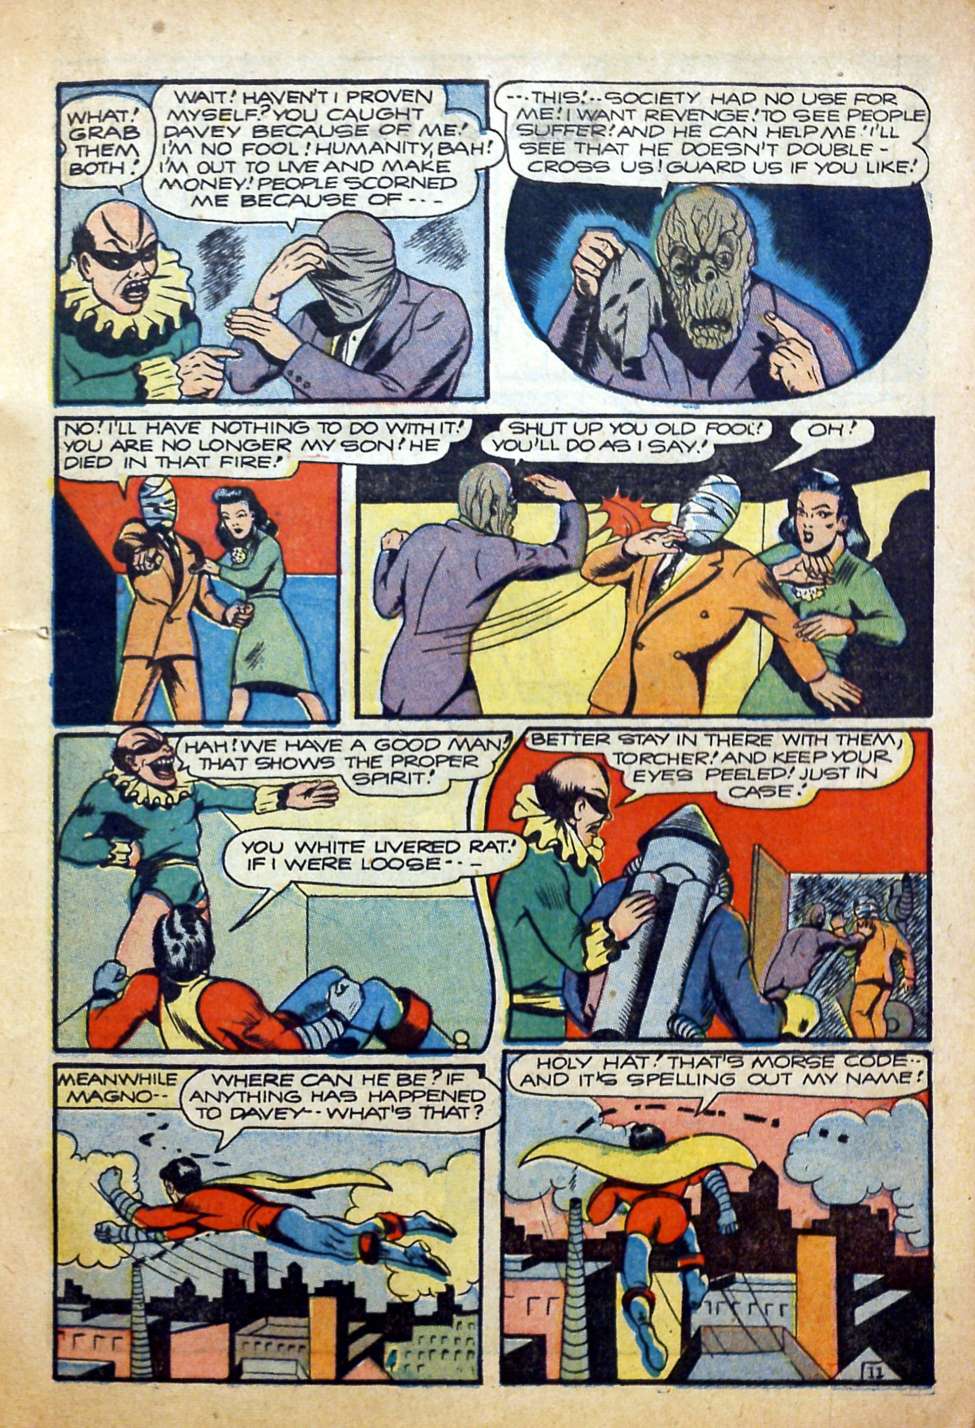 WHAT!
GRAB
THEM
BOTH!
WAIT! HAVEN'T I PROVEN
MYSELF? YOU CAUGHT
DAVEY BECAUSE OF ME!
I'M NO FOOL! HUMANITY, BAH!
I'M OUT TO LIVE AND MAKE
MONEY! PEOPLE SCORNED
ME BECAUSE OF ---
--- THIS! -- SOCIETY HAD NO USE FOR
ME! I WANT REVENGE! TO SEE PEOPLE
SUFFER! AND HE CAN HELP ME! I'LL
SEE THAT HE DOESN'T DOUBLE-
CROSS US! GUARD US IF YOU LIKE!
NO! I'LL HAVE NOTHING TO DO WITH IT!
YOU ARE NO LONGER MY SON! HE
DIED IN THAT FIRE!
SHUT UP YOU OLD FOOL!
YOU'LL DO AS I SAY!
OH!
HAH! WE HAVE A GOOD MAN!
THAT SHOWS THE PROPER
SPIRIT!
YOU WHITE LIVERED RAT!
IF I WERE LOOSE ---
BETTER STAY IN THERE WITH THEM,
TORCHER! AND KEEP YOUR
EYES PEELED! JUST IN
CASE!
MEANWHILE
MAGNO--
WHERE CAN HE BE? IF
ANYTHING HAS HAPPENED
TO DAVEY-- WHAT'S THAT?
HOLY HAT! THAT'S MORSE CODE--
AND IT'S SPELLING OUT MY NAME!
11